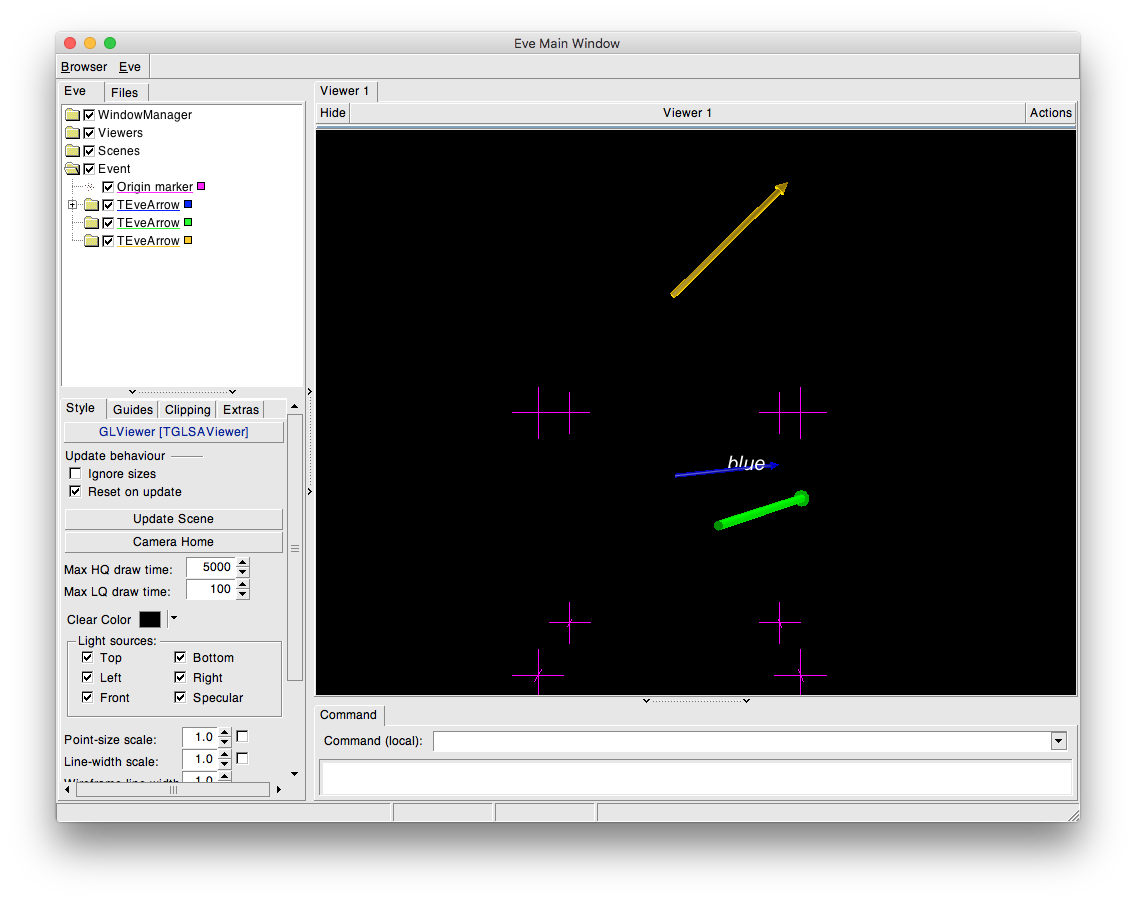 Eve Main Window
Browser Eve
Eve Files
WindowManager
Viewers
Scenes
Event
Origin marker
TEveArrow
TEveArrow
TEveArrow
Style Guides Clipping Extras
GLViewer [TGLSAViewer]
Update behaviour
Ignore sizes
Reset on update
Update Scene
Camera Home
Max HQ draw time: 5000
Max LQ draw time: 100
Clear Color
Light sources:
Top Bottom
Left Right
Front Specular
Point-size scale: 1.0
Line-width scale: 1.0
Wireframe line-width 1.0
Viewer 1
Hide Viewer 1 Actions
blue
Command
Command (local):